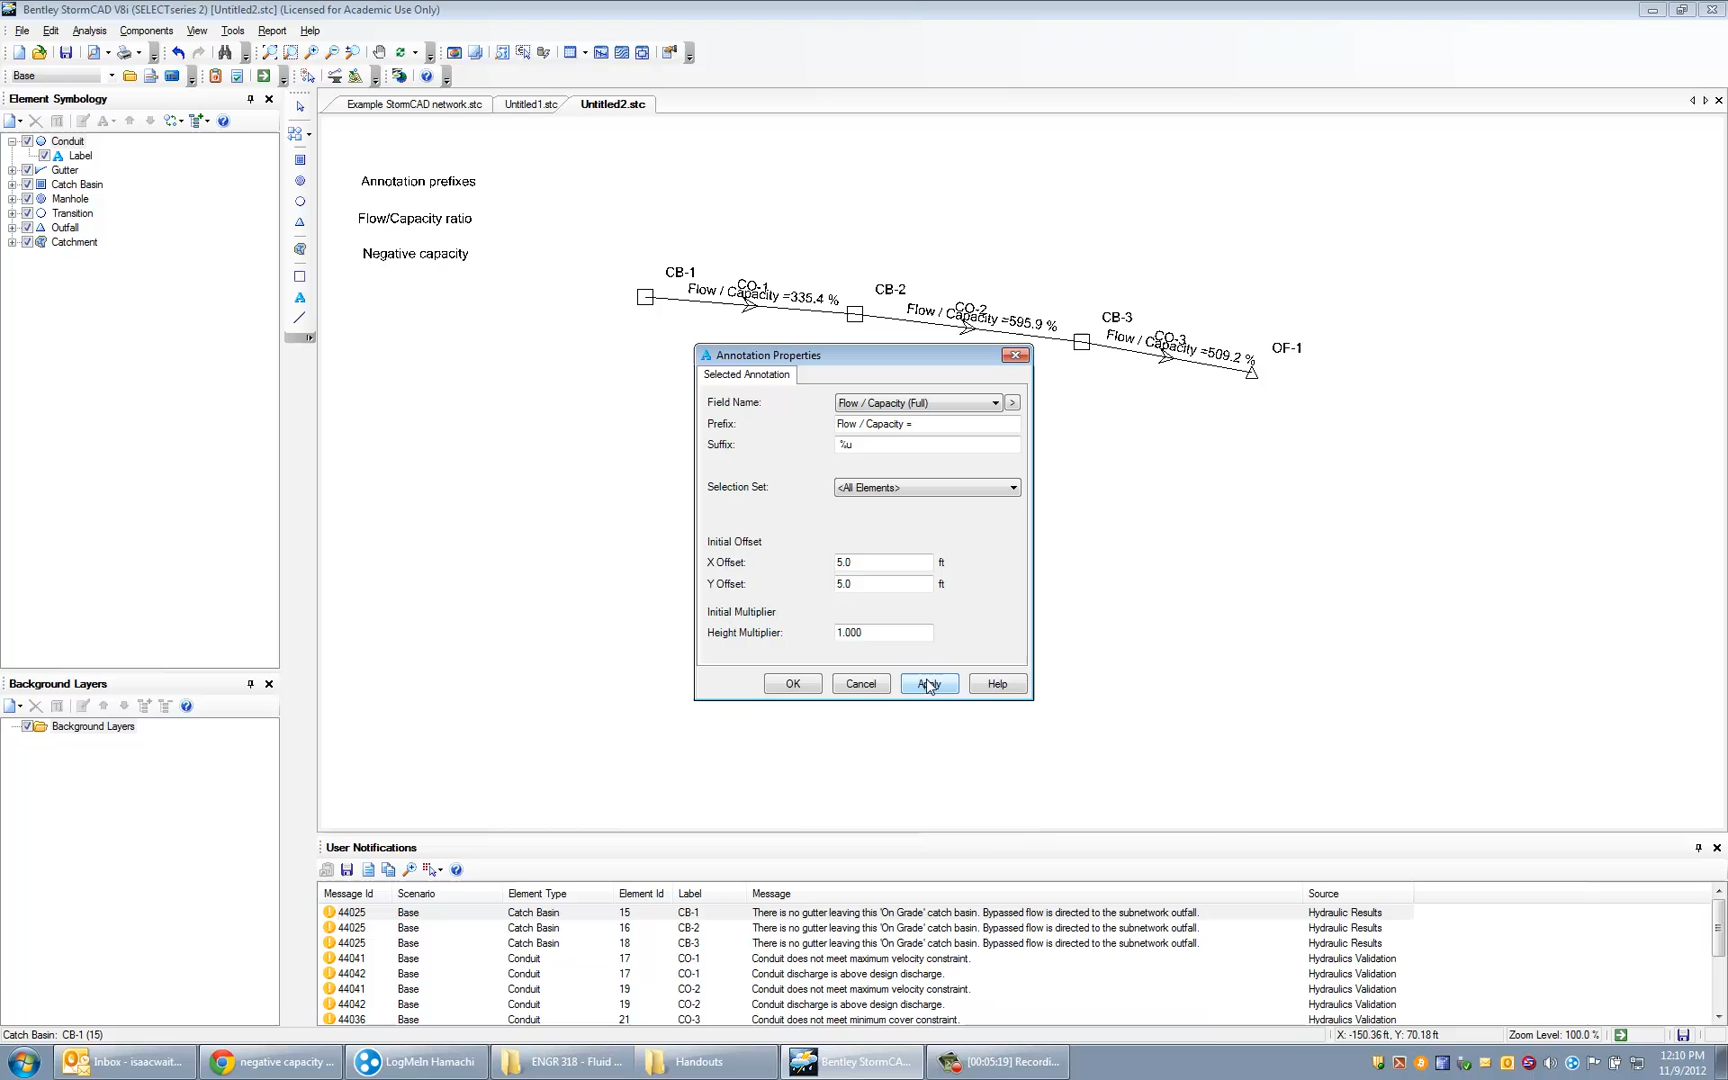 Bentley StormCAD V8i (SELECTseries 2) [Untitled2.stc] (Licensed for Academic Use Only)
File Edit Analysis Components View Tools Report Help
Base
Element Symbology
Conduit
Label
Gutter
Catch Basin
Manhole
Transition
Outfall
Catchment
Example StormCAD network.stc Untitled1.stc Untitled2.stc
Annotation prefixes
Flow/Capacity ratio
Negative capacity
CB-1
CO-1
Flow / Capacity =335.4 %
CB-2
CO-2
Flow / Capacity =595.9 %
CB-3
CO-3
Flow / Capacity =509.2 %
OF-1
Annotation Properties
Selected Annotation
Field Name: Flow / Capacity (Full) >
Prefix: Flow / Capacity =
Suffix: %u
Selection Set: <All Elements>
Initial Offset
X Offset: 5.0 ft
Y Offset: 5.0 ft
Initial Multiplier
Height Multiplier: 1.000
OK Cancel Apply Help
Background Layers
Background Layers
User Notifications
Message Id Scenario Element Type Element Id Label Message Source
44025 Base Catch Basin 15 CB-1 There is no gutter leaving this 'On Grade' catch basin. Bypassed flow is directed to the subnetwork outfall. Hydraulic Results
44025 Base Catch Basin 16 CB-2 There is no gutter leaving this 'On Grade' catch basin. Bypassed flow is directed to the subnetwork outfall. Hydraulic Results
44025 Base Catch Basin 18 CB-3 There is no gutter leaving this 'On Grade' catch basin. Bypassed flow is directed to the subnetwork outfall. Hydraulic Results
44041 Base Conduit 17 CO-1 Conduit does not meet maximum velocity constraint. Hydraulics Validation
44042 Base Conduit 17 CO-1 Conduit discharge is above design discharge. Hydraulics Validation
44041 Base Conduit 19 CO-2 Conduit does not meet maximum velocity constraint. Hydraulics Validation
44042 Base Conduit 19 CO-2 Conduit discharge is above design discharge. Hydraulics Validation
44036 Base Conduit 21 CO-3 Conduit does not meet minimum cover constraint. Hydraulics Validation
Catch Basin: CB-1 (15) X: -150.36 ft, Y: 70.18 ft Zoom Level: 100.0 %
Inbox - isaacwait... negative capacity ... LogMeIn Hamachi ENGR 318 - Fluid ... Handouts Bentley StormCA... [00:05:19] Recordi... 12:10 PM
11/9/2012